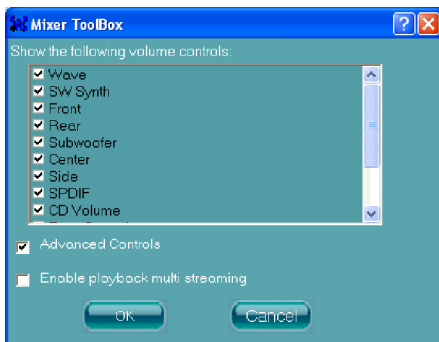 Mixer ToolBox
Show the following volume controls:
Wave
SW Synth
Front
Rear
Subwoofer
Center
Side
SPDIF
CD Volume
Advanced Controls
Enable playback multi streaming
OK
Cancel